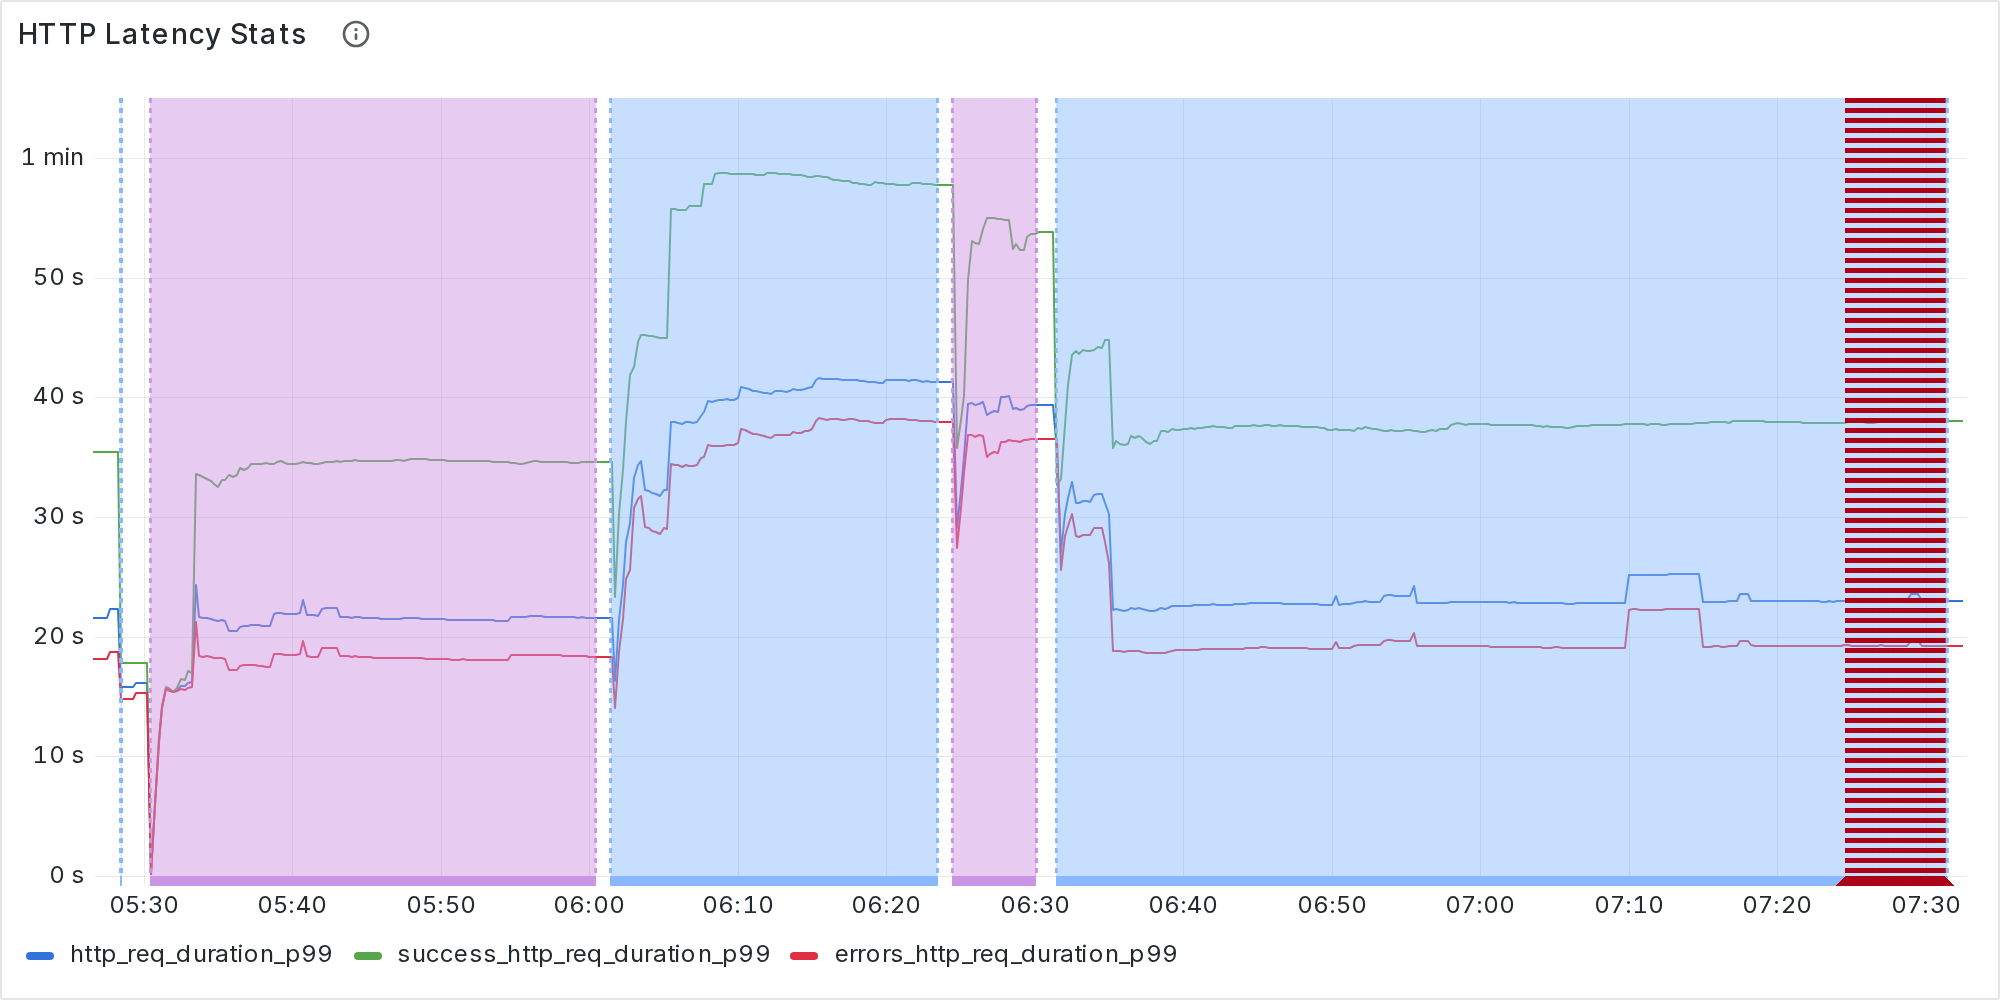 HTTP Latency Stats
1 min
50 s
40 s
30 s
20 s
10 s
0 s
05:30 05:40 05:50 06:00 06:10 06:20 06:30 06:40 06:50 07:00 07:10 07:20 07:30
http_req_duration_p99 success_http_req_duration_p99 errors_http_req_duration_p99